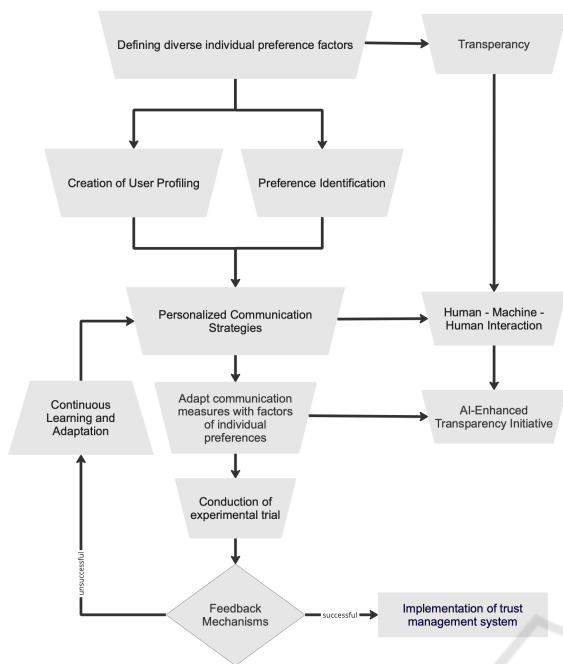 Defining diverse individual preference factors
Transperancy
Creation of User Profiling
Preference Identification
Personalized Communication
Strategies
Human - Machine -
Human Interaction
Continuous
Learning and
Adaptation
Adapt communication
measures with factors
of individual
preferences
AI-Enhanced
Transparency Initiative
Conduction of
experimental trial
unsuccessful
Feedback
Mechanisms
successful
Implementation of trust
management system